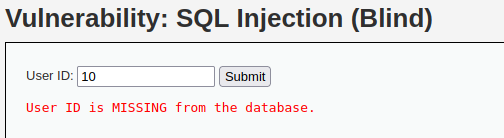 Vulnerability: SQL Injection (Blind)
User ID: 10 Submit
User ID is MISSING from the database.